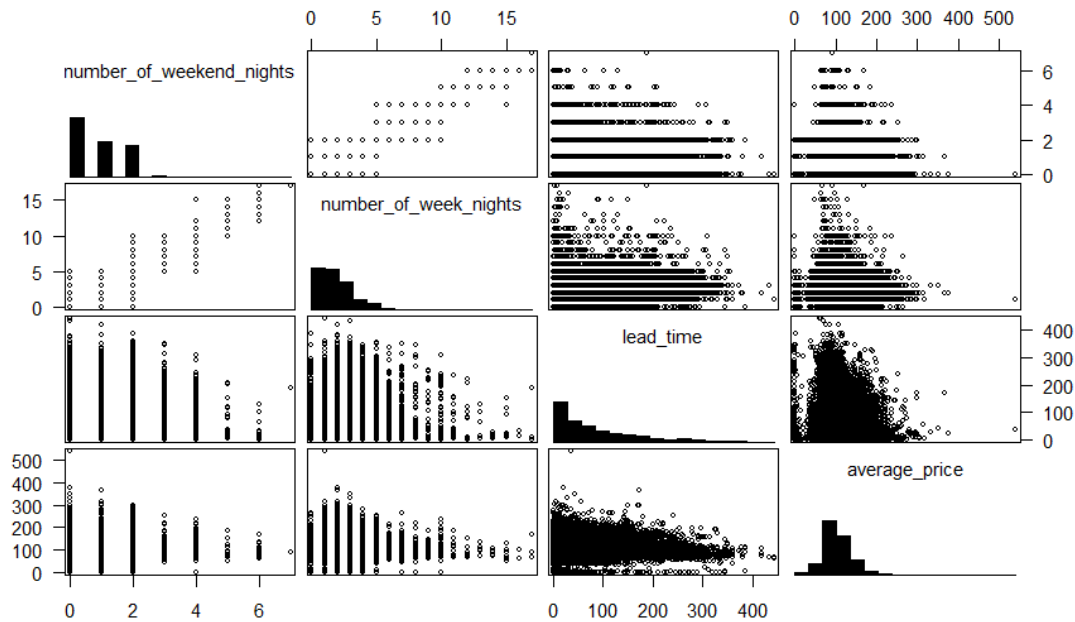 0 5 10 15 0 100 200 300 500
number_of_weekend_nights
0 2 4 6
0 5 10 15
number_of_week_nights
lead_time
0 100 200 300 400
0 100 200 300 400 500
average_price
0 2 4 6 0 100 200 300 400